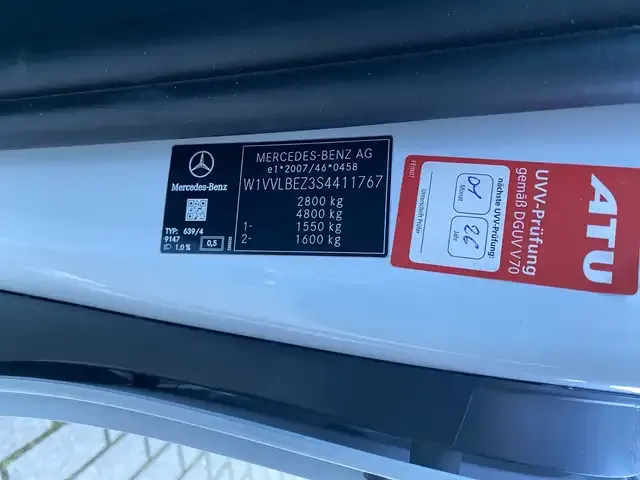 Mercedes-Benz
TYP: 639/4
9147
1.0 %
0,5
MERCEDES-BENZ AG
e1*2007/46*0458
W1VVLBEZ3S4411767
2800 kg
4800 kg
1- 1550 kg
2- 1600 kg
ATU
UVV-Prüfung
gemäß DGUV V70
nächste UVV-Prüfung:
01
Monat
26
Jahr